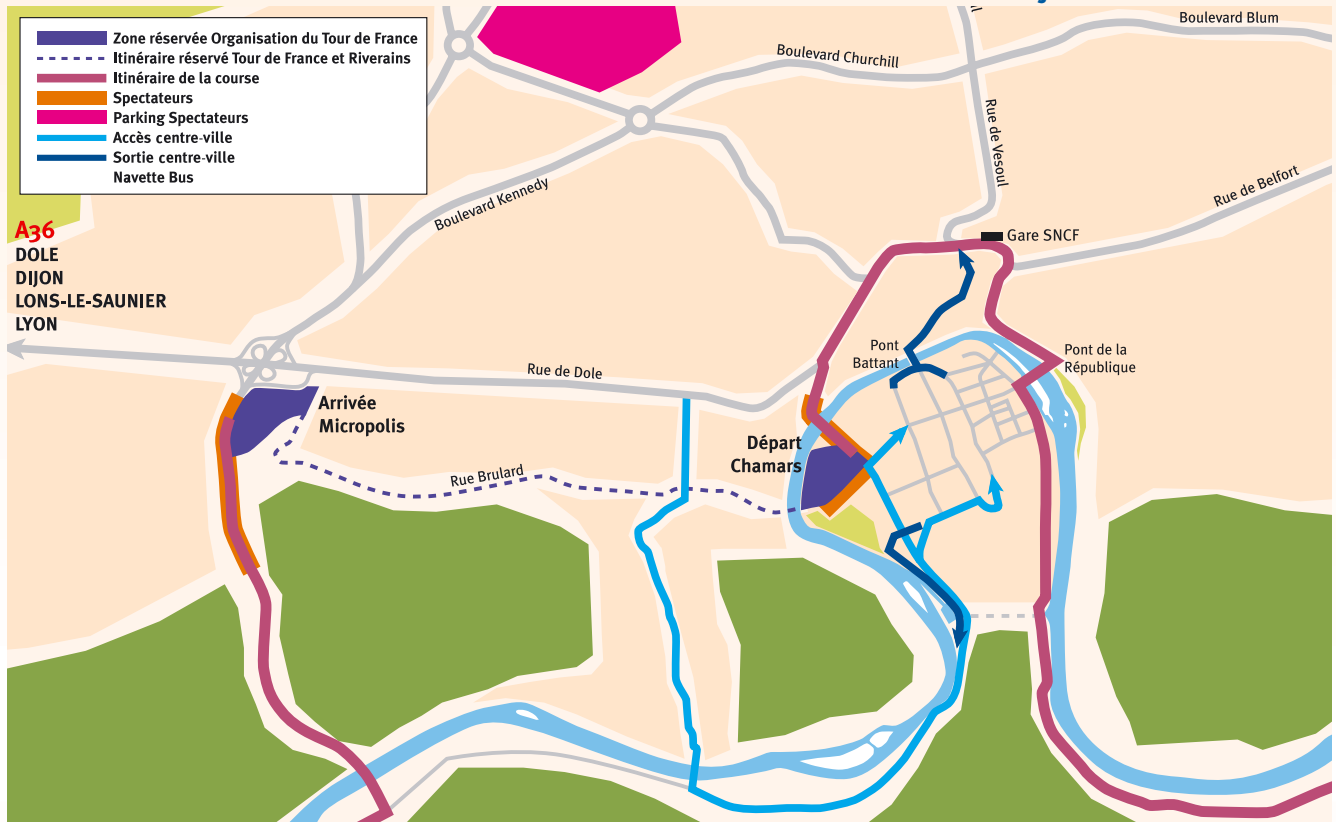 Zone réservée Organisation du Tour de France
Itinéraire réservé Tour de France et Riverains
Itinéraire de la course
Spectateurs
Parking Spectateurs
Accès centre-ville
Sortie centre-ville
Navette Bus
Boulevard Blum
Boulevard Churchill
Rue de Vesoul
Boulevard Kennedy
Rue de Belfort
A36
DOLE
DIJON
LONS-LE-SAUNIER
LYON
Gare SNCF
Pont
Battant
Pont de la
République
Rue de Dole
Arrivée
Micropolis
Départ
Chamars
Rue Brulard